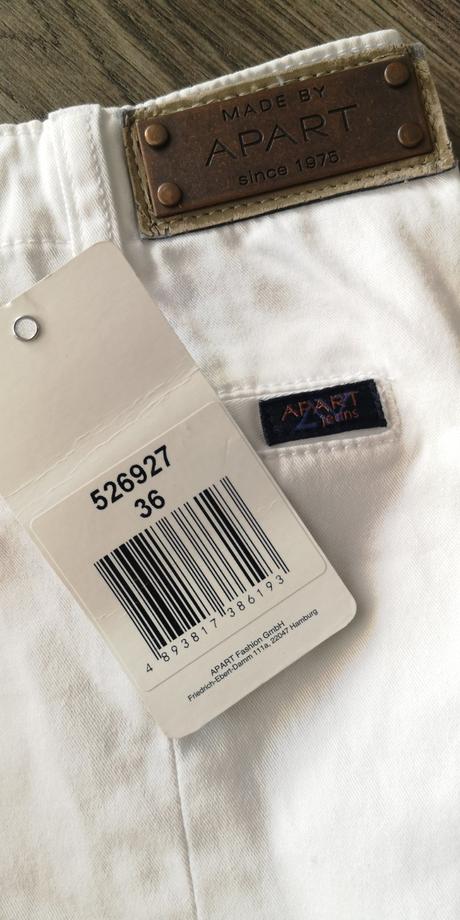 MADE BY
APART
since 1975
APART
jeans
526927
36
4 893817 386193
APART Fashion GmbH
Friedrich-Ebert-Damm 111a, 22047 Hamburg